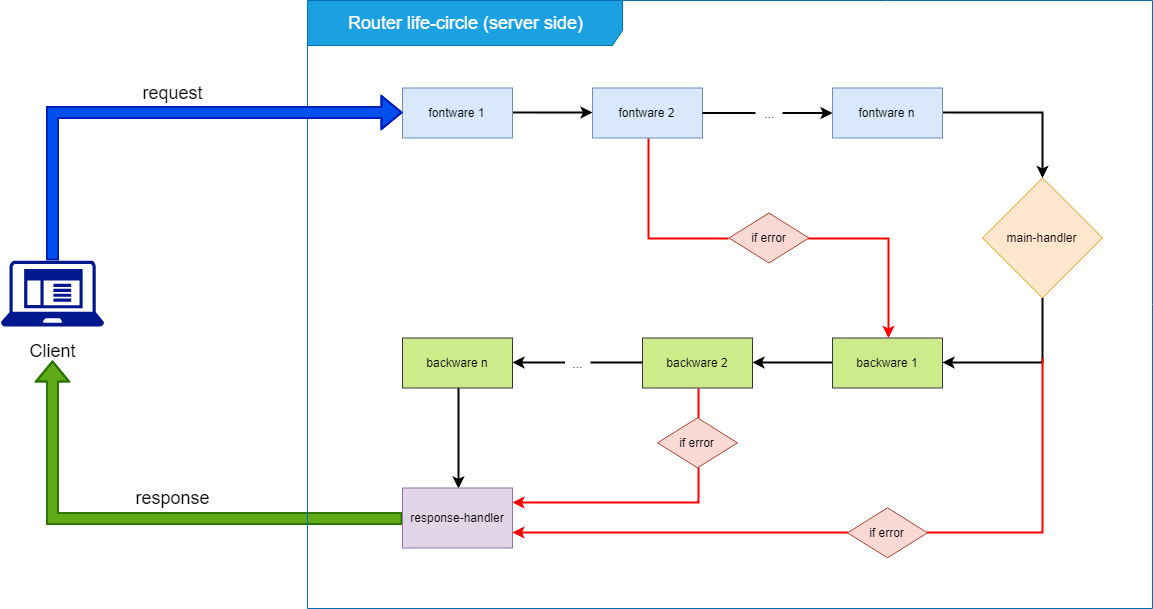 Router life-circle (server side)
request
fontware 1
fontware 2
...
fontware n
if error
main-handler
Client
backware n
...
backware 2
backware 1
if error
response
response-handler
if error